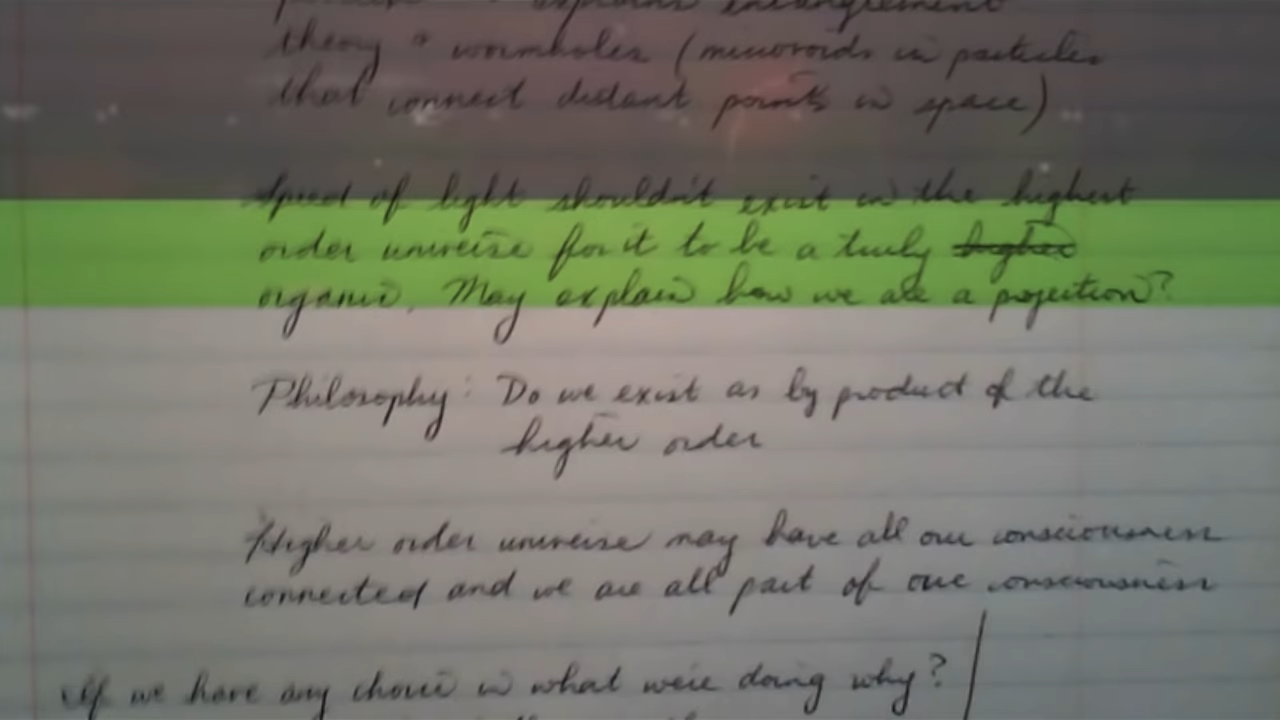 explains entanglement
theory & wormholes (microvoids in particles
that connect distant points in space)
Speed of light shouldn't exist in the highest
order universe for it to be a truly higher
organic. May explain how we are a projection?
Philosophy: Do we exist as by product of the
higher order
Higher order universe may have all our consciousness
connected and we are all part of one consciousness
If we have any choice in what we're doing why?